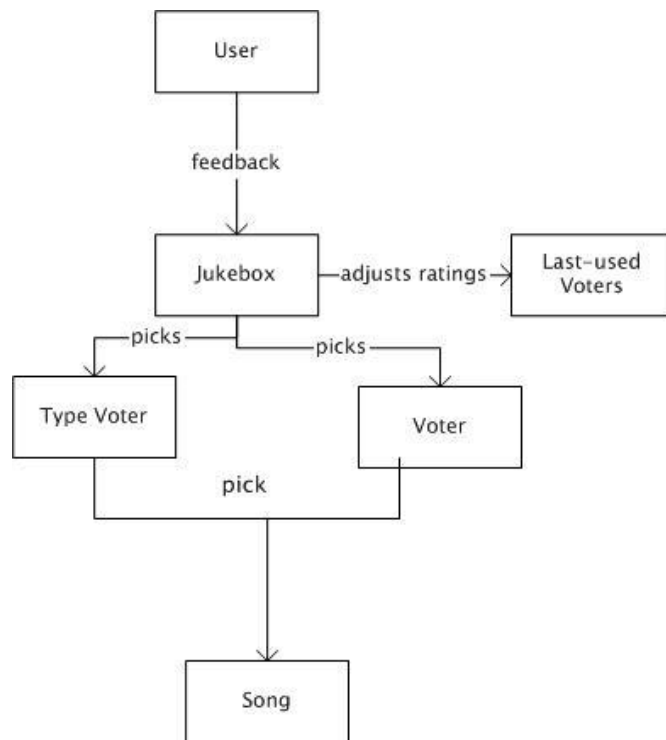 User
feedback
Jukebox
adjusts ratings
Last-used
Voters
picks
picks
Type Voter
Voter
pick
Song